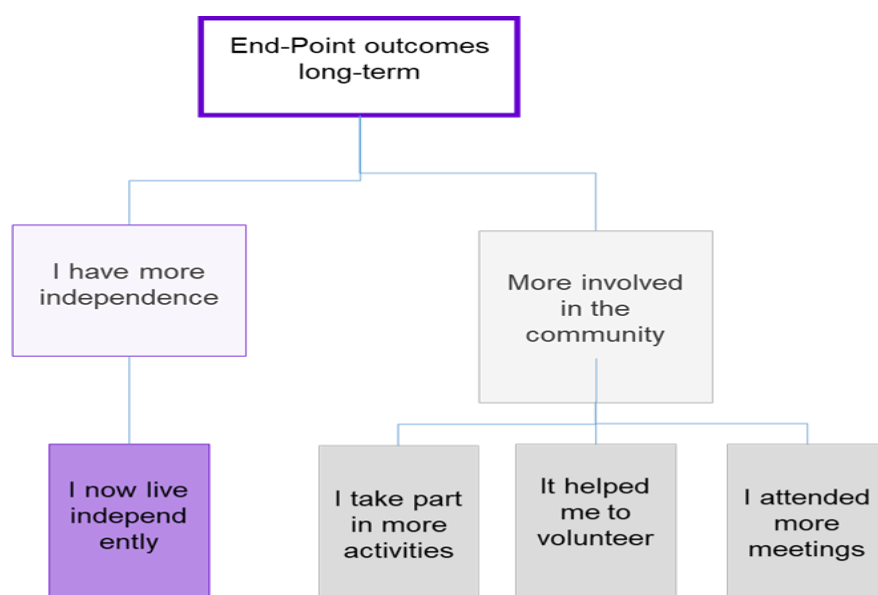 End-Point outcomes
long-term
I have more
independence
More involved
in the
community
I now live
independ
ently
I take part
in more
activities
It helped
me to
volunteer
I attended
more
meetings